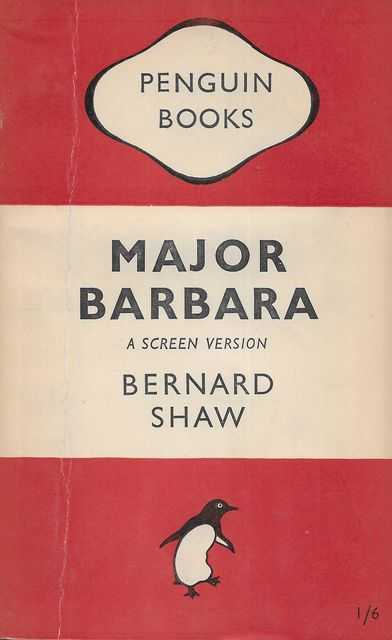 PENGUIN
BOOKS
MAJOR
BARBARA
A SCREEN VERSION
BERNARD
SHAW
1/6